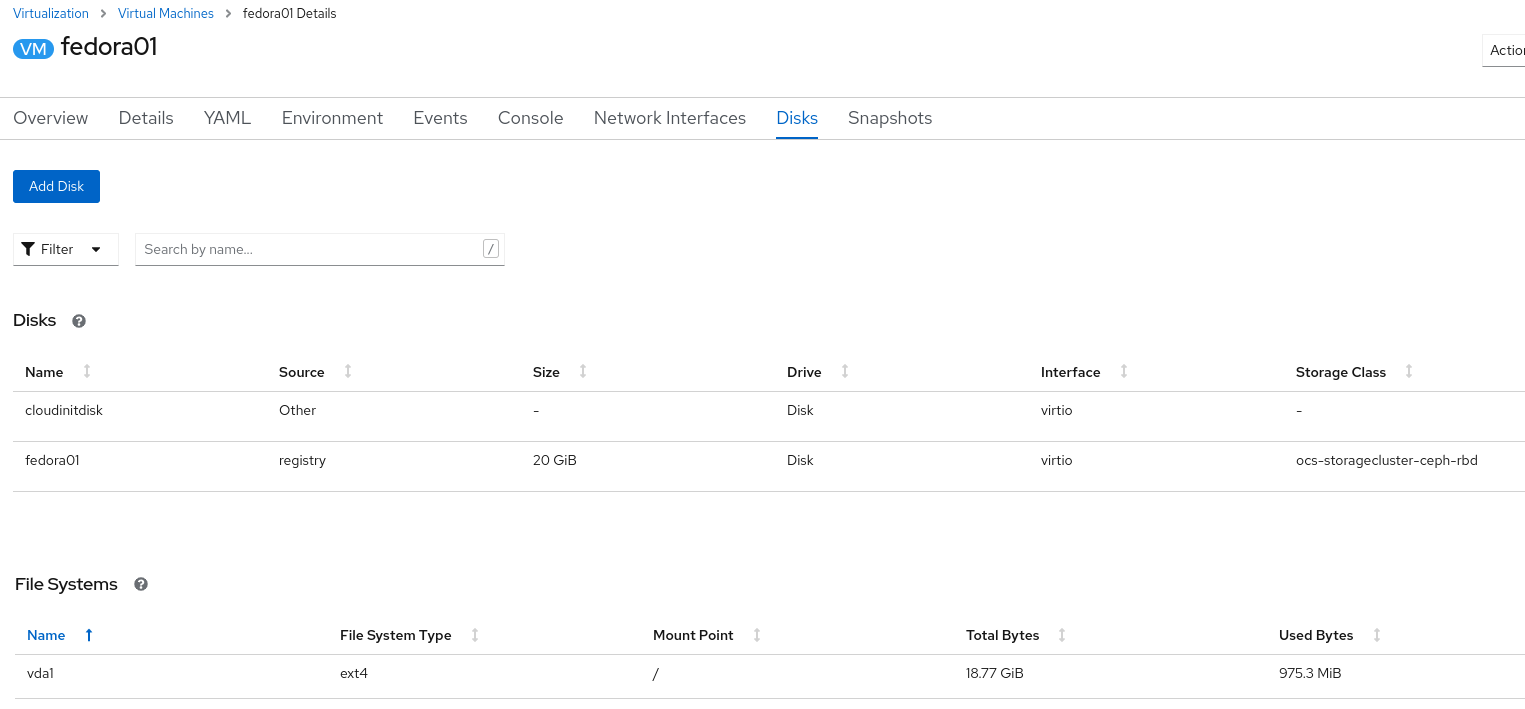 Virtualization > Virtual Machines > fedora01 Details
VM fedora01
Overview Details YAML Environment Events Console Network Interfaces Disks Snapshots
Add Disk
Filter Search by name... /
Disks
Name Source Size Drive Interface Storage Class
cloudinitdisk Other - Disk virtio -
fedora01 registry 20 GiB Disk virtio ocs-storagecluster-ceph-rbd
File Systems
Name File System Type Mount Point Total Bytes Used Bytes
vda1 ext4 / 18.77 GiB 975.3 MiB